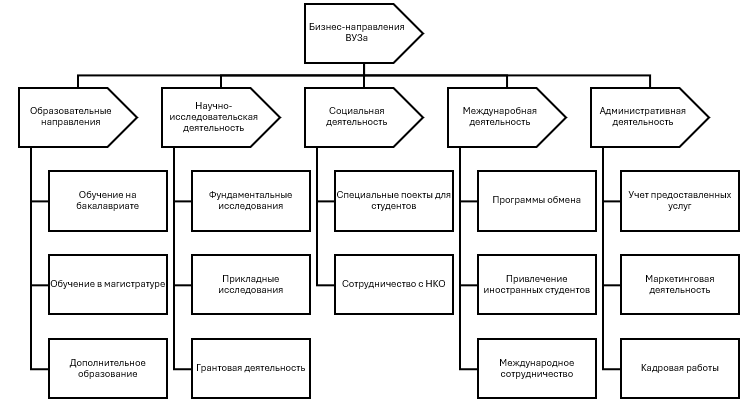 Бизнес-направления
ВУЗа
Образовательные
направления
Научно-
исследовательская
деятельность
Социальная
деятельность
Междунаробная
деятельность
Административная
деятельность
Обучение на
бакалавриате
Фундаментальные
исследования
Специальные поекты для
студентов
Программы обмена
Учет предоставленных
услуг
Обучение в магистратуре
Прикладные
исследования
Сотрудничество с НКО
Привлечение
иностранных студентов
Маркетинговая
деятельность
Дополнительное
образование
Грантовая деятельность
Международное
сотрудничество
Кадровая работы